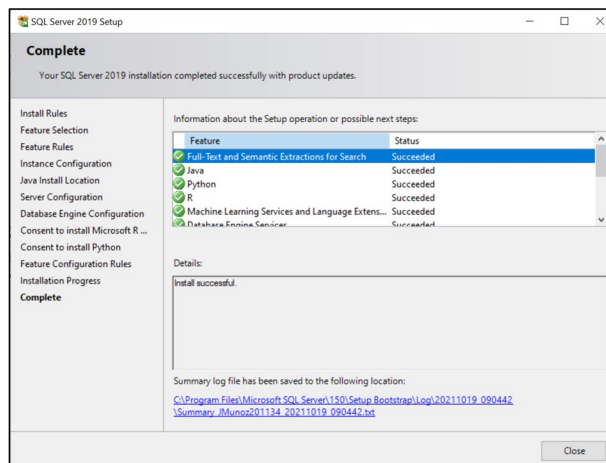 SQL Server 2019 Setup
Complete
Your SQL Server 2019 installation completed successfully with product updates.
Install Rules
Feature Selection
Feature Rules
Instance Configuration
Java Install Location
Server Configuration
Database Engine Configuration
Consent to install Microsoft R ...
Consent to install Python
Feature Configuration Rules
Installation Progress
Complete
Information about the Setup operation or possible next steps:
Feature Status
Full-Text and Semantic Extractions for Search Succeeded
Java Succeeded
Python Succeeded
R Succeeded
Machine Learning Services and Language Extens... Succeeded
Database Engine Services Succeeded
Details:
Install successful.
Summary log file has been saved to the following location:
C:\Program Files\Microsoft SQL Server\150\Setup Bootstrap\Log\20211019_090442
\Summary_JMunoz201134_20211019_090442.txt
Close